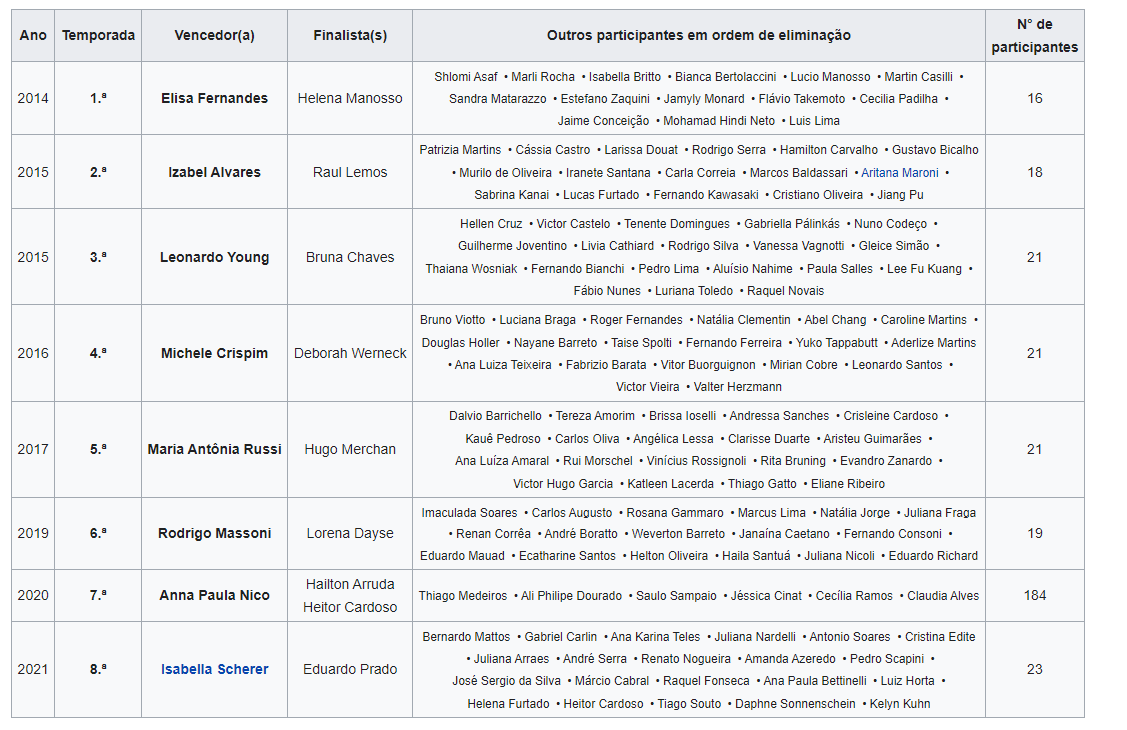 Ano Temporada Vencedor(a) Finalista(s) Outros participantes em ordem de eliminação N° de participantes
2014 1.ª Elisa Fernandes Helena Manosso
Shlomi Asaf • Marli Rocha • Isabella Britto • Bianca Bertolaccini • Lucio Manosso • Martin Casilli •
Sandra Matarazzo • Estefano Zaquini • Jamyly Monard • Flávio Takemoto • Cecilia Padilha •
Jaime Conceição • Mohamad Hindi Neto • Luis Lima
16
2015 2.ª Izabel Alvares Raul Lemos
Patrizia Martins • Cássia Castro • Larissa Douat • Rodrigo Serra • Hamilton Carvalho • Gustavo Bicalho
• Murilo de Oliveira • Iranete Santana • Carla Correia • Marcos Baldassari • Aritana Maroni •
Sabrina Kanai • Lucas Furtado • Fernando Kawasaki • Cristiano Oliveira • Jiang Pu
18
2015 3.ª Leonardo Young Bruna Chaves
Hellen Cruz • Victor Castelo • Tenente Domingues • Gabriella Pálinkás • Nuno Codeço •
Guilherme Joventino • Livia Cathiard • Rodrigo Silva • Vanessa Vagnotti • Gleice Simão •
Thaiana Wosniak • Fernando Bianchi • Pedro Lima • Aluísio Nahime • Paula Salles • Lee Fu Kuang •
Fábio Nunes • Luriana Toledo • Raquel Novais
21
2016 4.ª Michele Crispim Deborah Werneck
Bruno Viotto • Luciana Braga • Roger Fernandes • Natália Clementin • Abel Chang • Caroline Martins •
Douglas Holler • Nayane Barreto • Taise Spolti • Fernando Ferreira • Yuko Tappabutt • Aderlize Martins
• Ana Luiza Teixeira • Fabrizio Barata • Vitor Buorguignon • Mirian Cobre • Leonardo Santos •
Victor Vieira • Valter Herzmann
21
2017 5.ª Maria Antônia Russi Hugo Merchan
Dalvio Barrichello • Tereza Amorim • Brissa Ioselli • Andressa Sanches • Crisleine Cardoso •
Kauê Pedroso • Carlos Oliva • Angélica Lessa • Clarisse Duarte • Aristeu Guimarães •
Ana Luíza Amaral • Rui Morschel • Vinícius Rossignoli • Rita Bruning • Evandro Zanardo •
Victor Hugo Garcia • Katleen Lacerda • Thiago Gatto • Eliane Ribeiro
21
2019 6.ª Rodrigo Massoni Lorena Dayse
Imaculada Soares • Carlos Augusto • Rosana Gammaro • Marcus Lima • Natália Jorge • Juliana Fraga
• Renan Corrêa • André Boratto • Weverton Barreto • Janaína Caetano • Fernando Consoni •
Eduardo Mauad • Ecatharine Santos • Helton Oliveira • Haila Santuá • Juliana Nicoli • Eduardo Richard
19
2020 7.ª Anna Paula Nico Hailton Arruda
Heitor Cardoso
Thiago Medeiros • Ali Philipe Dourado • Saulo Sampaio • Jéssica Cinat • Cecília Ramos • Claudia Alves
184
2021 8.ª Isabella Scherer Eduardo Prado
Bernardo Mattos • Gabriel Carlin • Ana Karina Teles • Juliana Nardelli • Antonio Soares • Cristina Edite
• Juliana Arraes • André Serra • Renato Nogueira • Amanda Azeredo • Pedro Scapini •
José Sergio da Silva • Márcio Cabral • Raquel Fonseca • Ana Paula Bettinelli • Luiz Horta •
Helena Furtado • Heitor Cardoso • Tiago Souto • Daphne Sonnenschein • Kelyn Kuhn
23